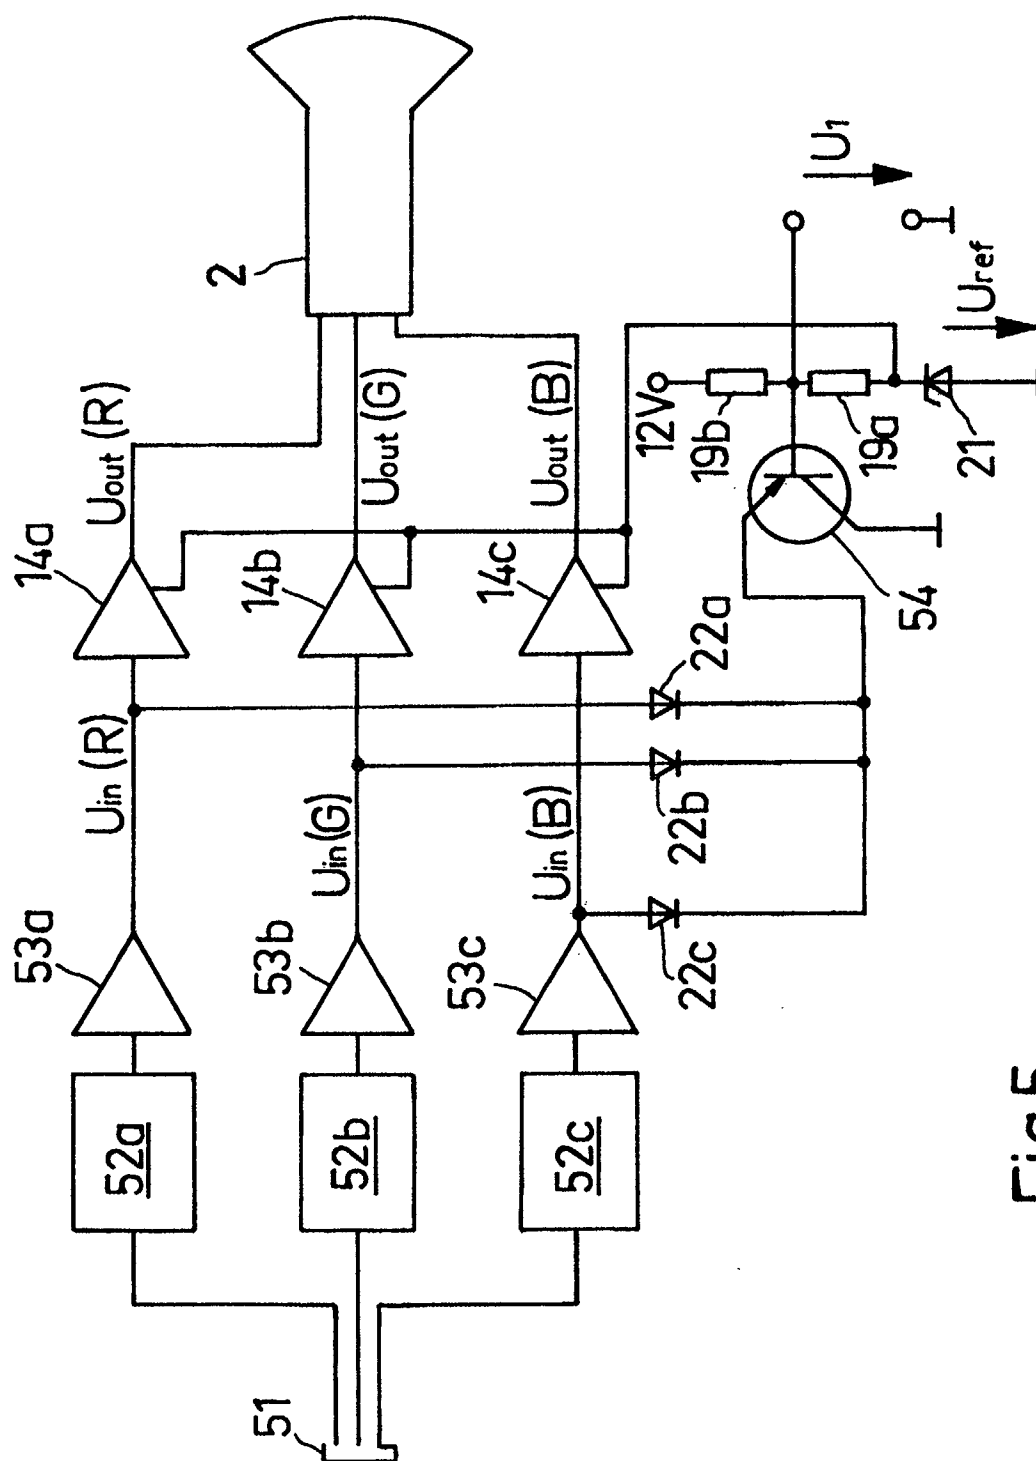 51
52a
52b
52c
53a
53b
53c
Uin (R)
Uin (G)
Uin (B)
22a
22b
22c
14a
14b
14c
Uout (R)
Uout (G)
Uout (B)
2
12V
19b
19a
21
54
U1
Uref
Fig.5